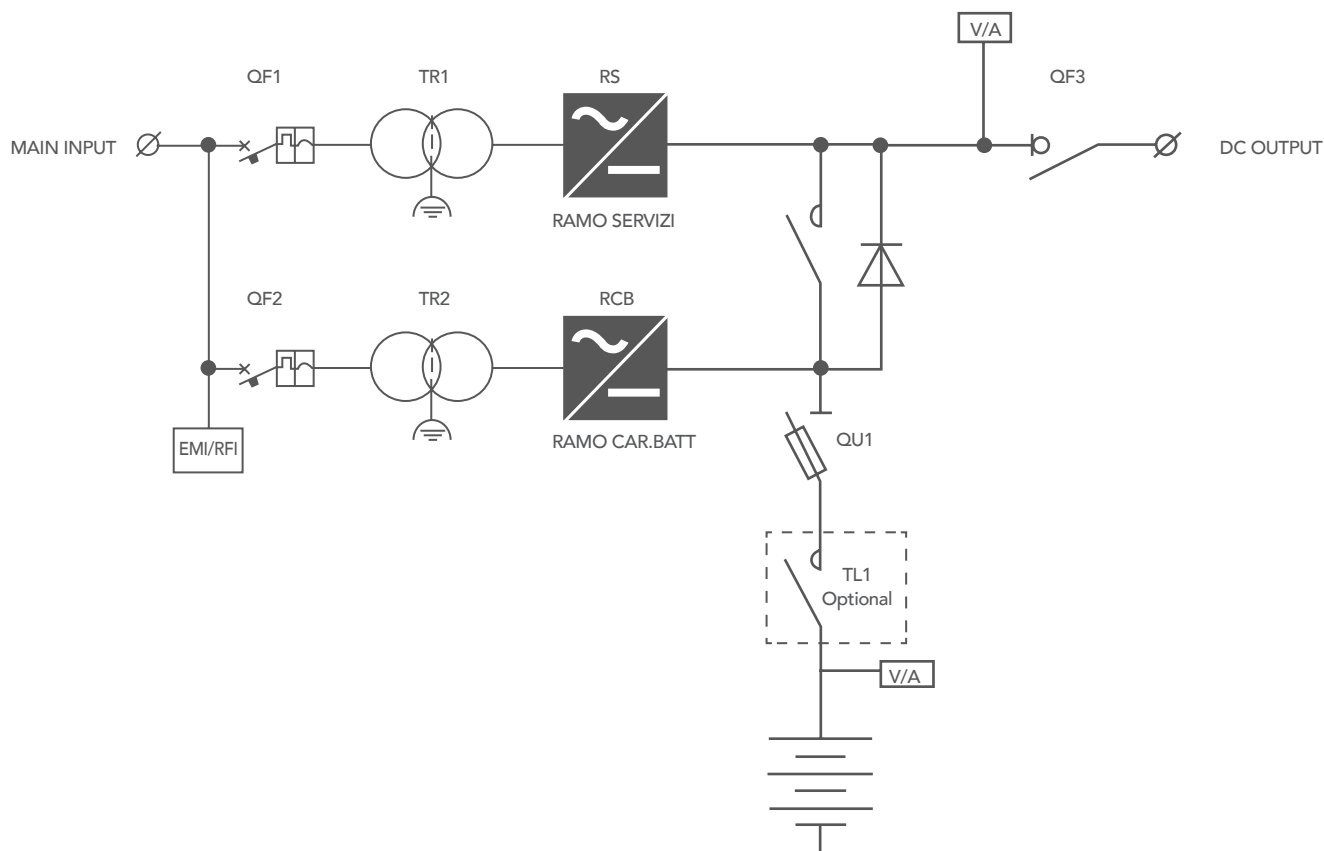 V/A
QF1
TR1
RS
QF3
MAIN INPUT
DC OUTPUT
RAMO SERVIZI
QF2
TR2
RCB
EMI/RFI
RAMO CAR.BATT
QU1
TL1
Optional
V/A